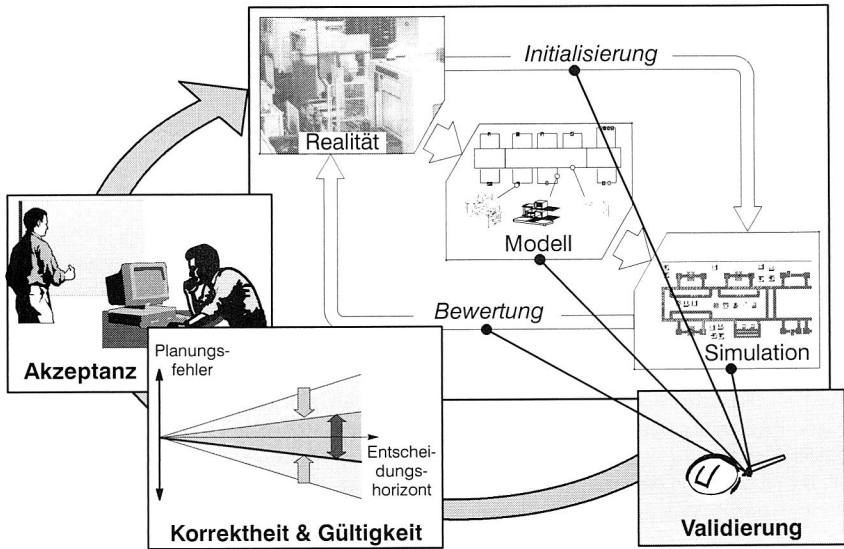 Initialisierung
Realität
Modell
Bewertung
Simulation
Akzeptanz
Planungs-
fehler
Entschei-
dungs-
horizont
Korrektheit & Gültigkeit
Validierung